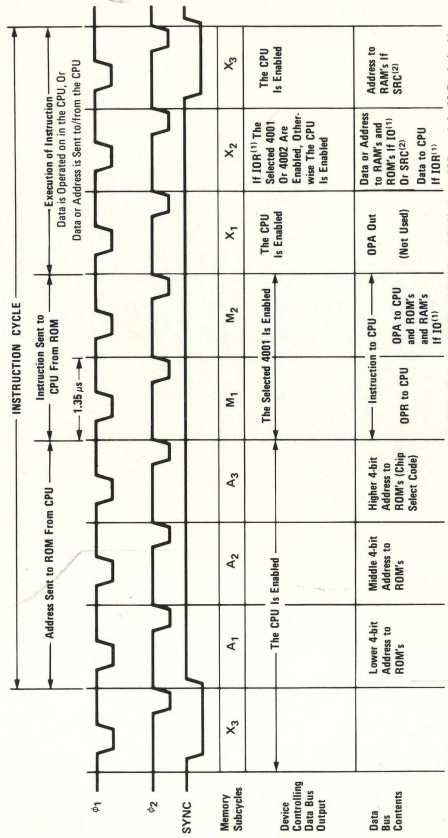 INSTRUCTION CYCLE
Address Sent to ROM From CPU
Instruction Sent to
CPU From ROM
Execution of Instruction
Data is Operated on in the CPU, Or
Data or Address is Sent to/from the CPU
1.35 μs
ϕ1
ϕ2
SYNC
Memory
Subcycles
X3
A1
A2
A3
M1
M2
X1
X2
X3
Device
Controlling
Data Bus
Output
The CPU Is Enabled
The Selected 4001 Is Enabled
The CPU
Is Enabled
If IOR(1) The
Selected 4001
Or 4002 Are
Enabled, Other-
wise The CPU
Is Enabled
The CPU
Is Enabled
Data
Bus
Contents
Lower 4-bit
Address to
ROM's
Middle 4-bit
Address to
ROM's
Higher 4-bit
Address to
ROM's (Chip
Select Code)
Instruction to CPU
OPR to CPU
OPA to CPU
and ROM's
and RAM's
If IO(1)
OPA Out
(Not Used)
Data or Address
to RAM's and
ROM's If IO(1)
Or SRC(2)
Data to CPU
If IOR(1)
Address to
RAM's If
SRC(2)